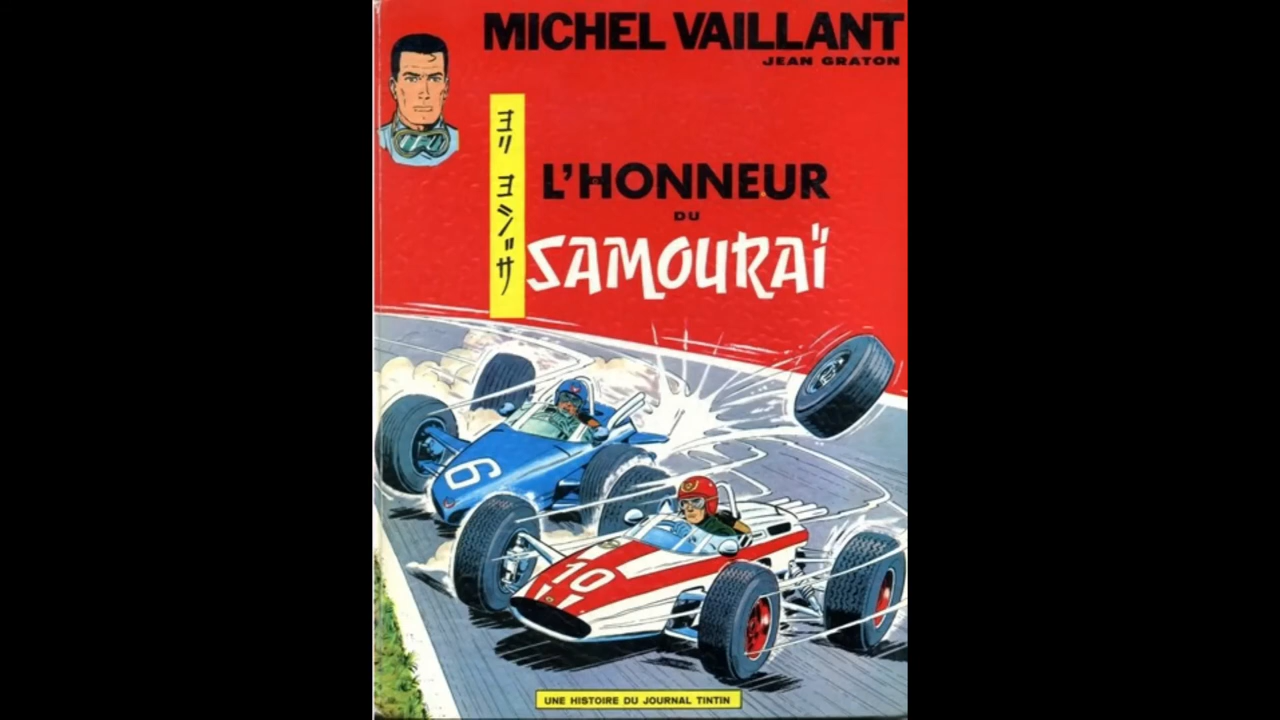 MICHEL VAILLANT
JEAN GRATON
ヨリ ヨシ"サ
L'HONNEUR
DU
SAMOURAÏ
6
10
UNE HISTOIRE DU JOURNAL TINTIN